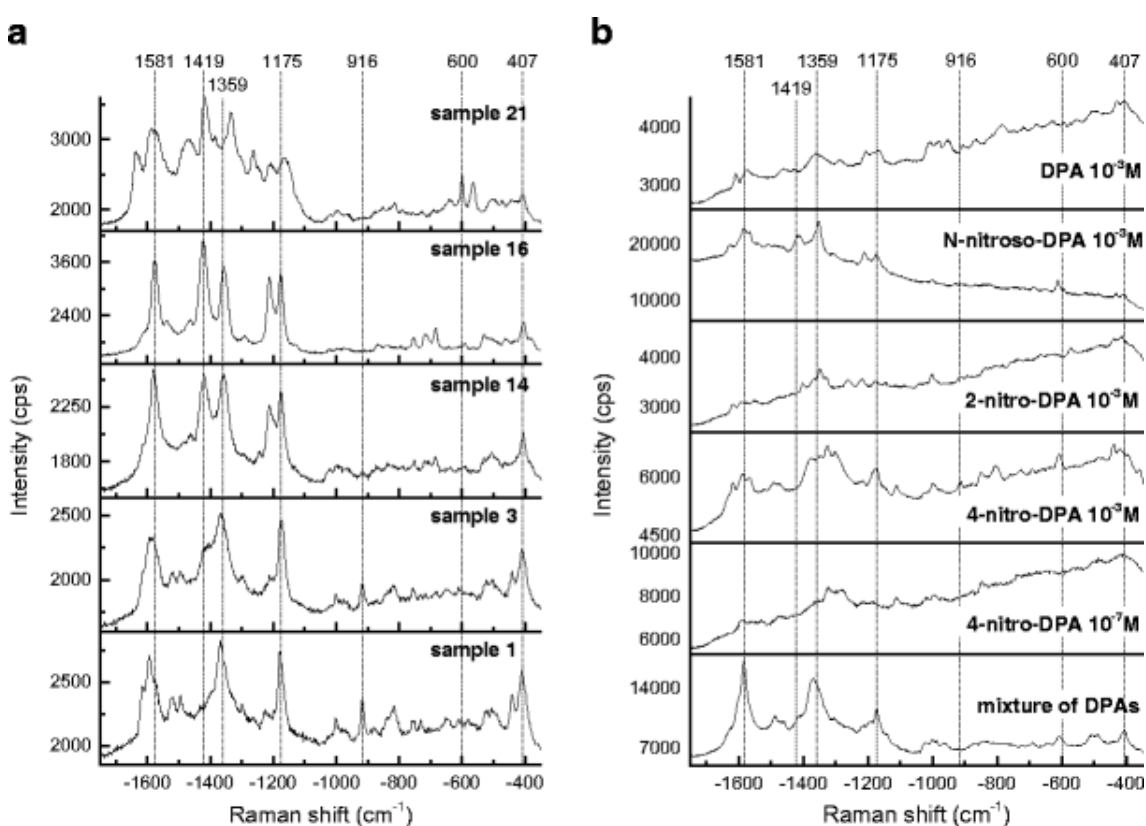 a
1581 1419 1175 916 600 407
1359
sample 21
3000
2000
sample 16
3600
2400
sample 14
2250
1800
sample 3
2500
2000
sample 1
2500
2000
-1600 -1400 -1200 -1000 -800 -600 -400
Raman shift (cm⁻¹)
Intensity (cps)
b
1581 1359 1175 916 600 407
1419
4000
3000
DPA 10⁻³M
N-nitroso-DPA 10⁻³M
20000
10000
4000
3000
2-nitro-DPA 10⁻³M
6000
4500
4-nitro-DPA 10⁻³M
10000
8000
6000
4-nitro-DPA 10⁻⁷M
14000
7000
mixture of DPAs
-1600 -1400 -1200 -1000 -800 -600 -400
Raman shift (cm⁻¹)
Intensity (cps)